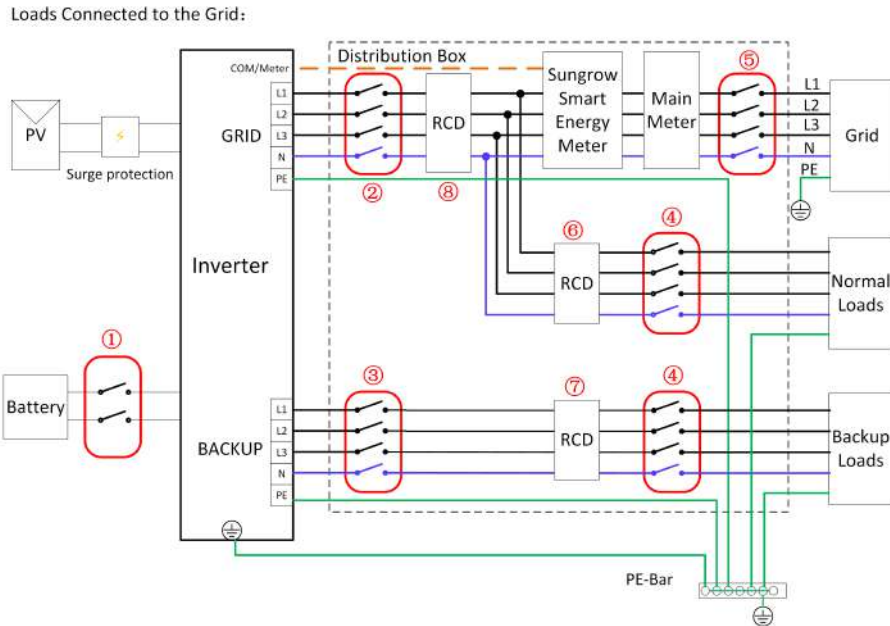 Loads Connected to the Grid:
Distribution Box
COM/Meter
⑤
Sungrow
Smart
Energy
Meter
Main
Meter
L1
L2
L3
N
PE
GRID
RCD
L1
L2
L3
N
PE
Grid
PV
Surge protection
②
⑧
⑥
④
Inverter
RCD
Normal
Loads
①
③
⑦
④
Battery
BACKUP
L1
L2
L3
N
PE
RCD
Backup
Loads
PE-Bar